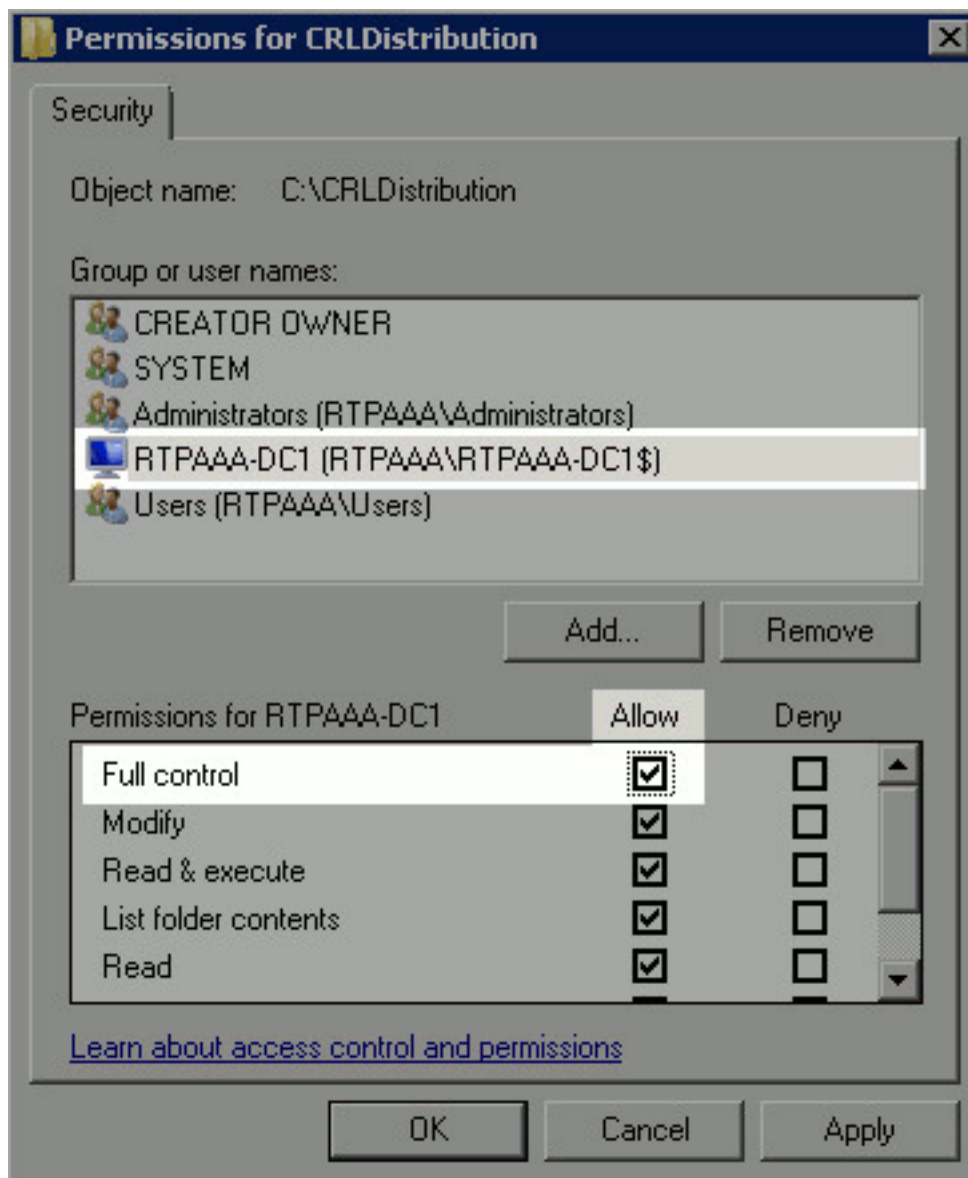 Permissions for CRLDistribution
Security
Object name: C:\CRLDistribution
Group or user names:
CREATOR OWNER
SYSTEM
Administrators (RTPAAA\Administrators)
RTPAAA-DC1 (RTPAAA\RTPAAA-DC1$)
Users (RTPAAA\Users)
Add... Remove
Permissions for RTPAAA-DC1 Allow Deny
Full control
Modify
Read & execute
List folder contents
Read
Learn about access control and permissions
OK Cancel Apply